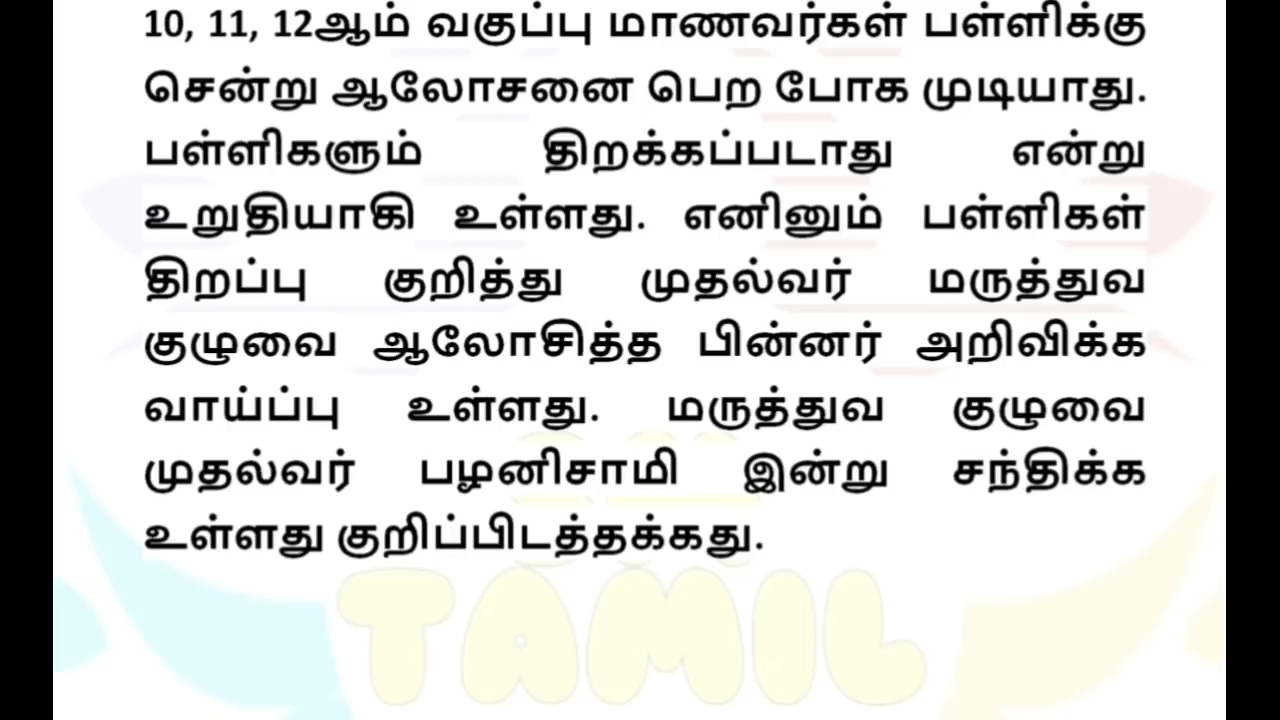 10, 11, 12ஆம் வகுப்பு மாணவர்கள் பள்ளிக்கு
சென்று ஆலோசனை பெற போக முடியாது.
பள்ளிகளும் திறக்கப்படாது என்று
உறுதியாகி உள்ளது. எனினும் பள்ளிகள்
திறப்பு குறித்து முதல்வர் மருத்துவ
குழுவை ஆலோசித்த பின்னர் அறிவிக்க
வாய்ப்பு உள்ளது. மருத்துவ குழுவை
முதல்வர் பழனிசாமி இன்று சந்திக்க
உள்ளது குறிப்பிடத்தக்கது.
TAMIL